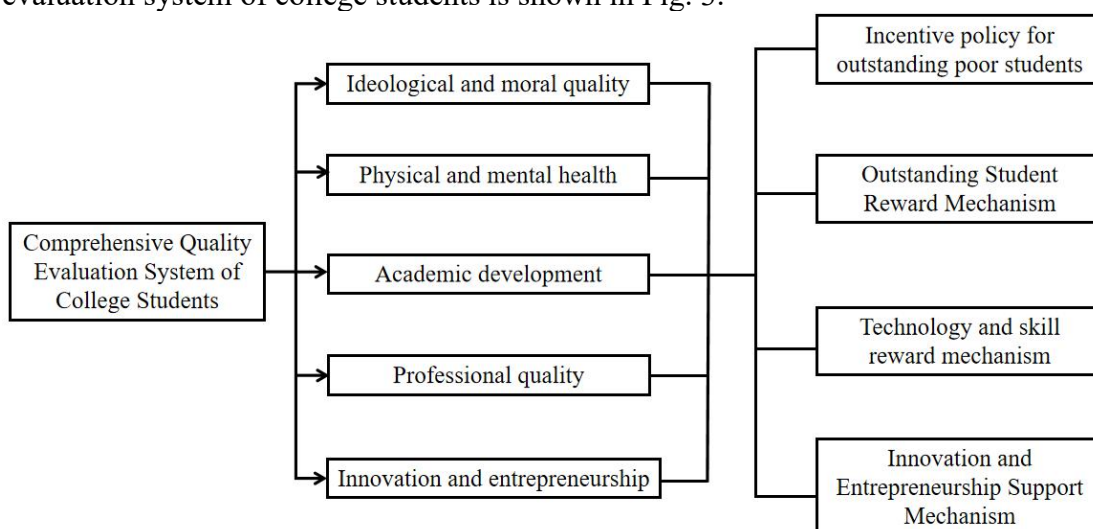 evaluation system of college students is shown in Fig. 3.
Comprehensive Quality
Evaluation System of
College Students
Ideological and moral quality
Physical and mental health
Academic development
Professional quality
Innovation and entrepreneurship
Incentive policy for
outstanding poor students
Outstanding Student
Reward Mechanism
Technology and skill
reward mechanism
Innovation and
Entrepreneurship Support
Mechanism